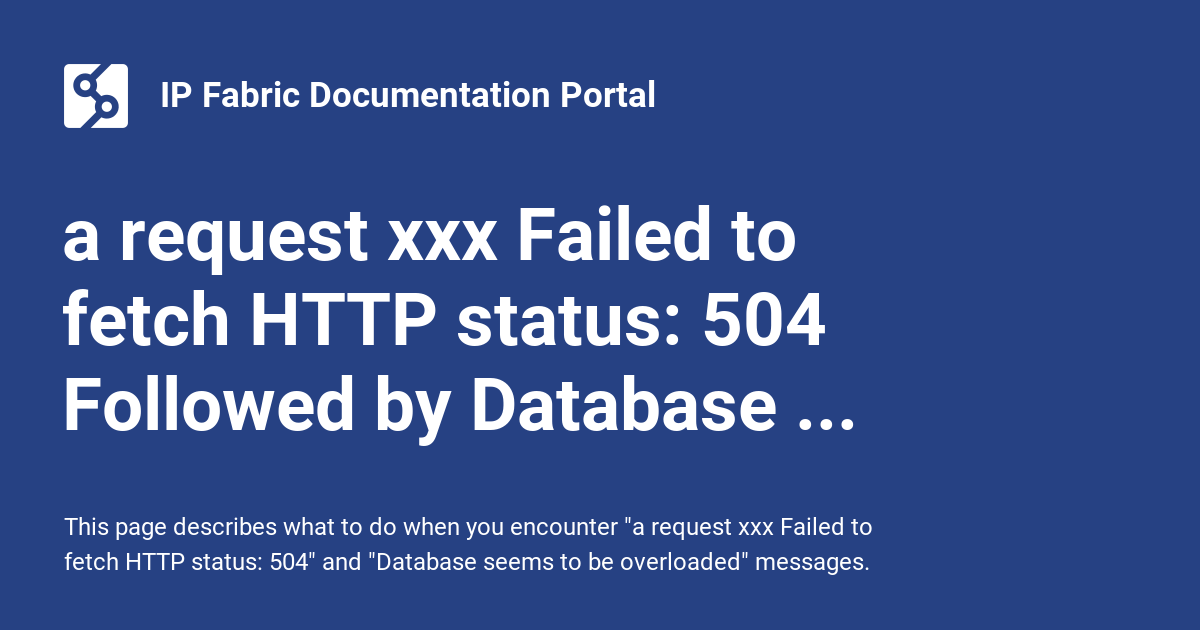 IP Fabric Documentation Portal
a request xxx Failed to
fetch HTTP status: 504
Followed by Database ...
This page describes what to do when you encounter "a request xxx Failed to
fetch HTTP status: 504" and "Database seems to be overloaded" messages.